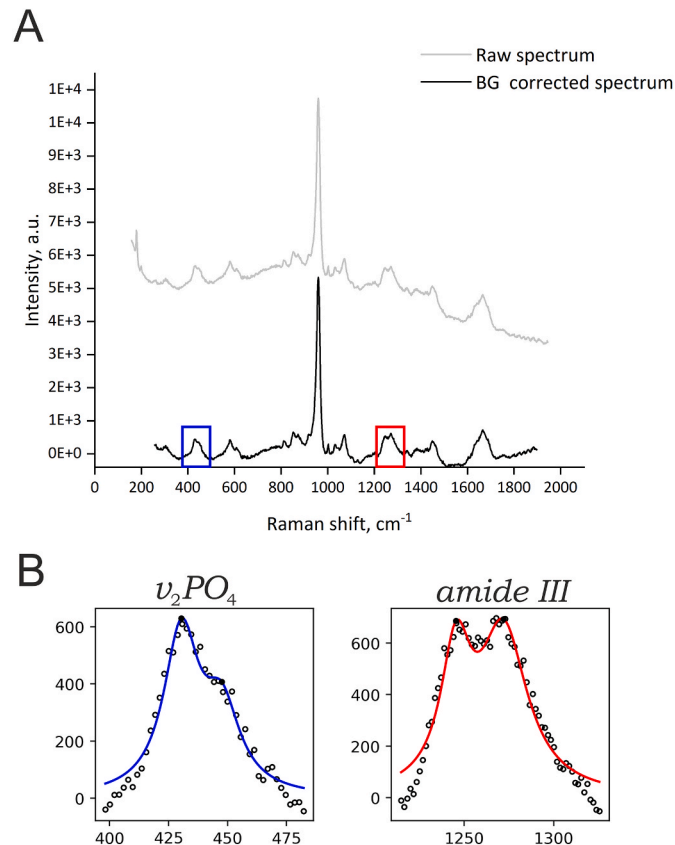 A
Raw spectrum
BG corrected spectrum
1E+4
1E+4
9E+3
8E+3
7E+3
6E+3
5E+3
4E+3
3E+3
2E+3
1E+3
0E+0
Intensity, a.u.
0 200 400 600 800 1000 1200 1400 1600 1800 2000
Raman shift, cm⁻¹
B
ν₂PO₄
amide III
600
400
200
0
400 425 450 475
600
400
200
0
1250 1300